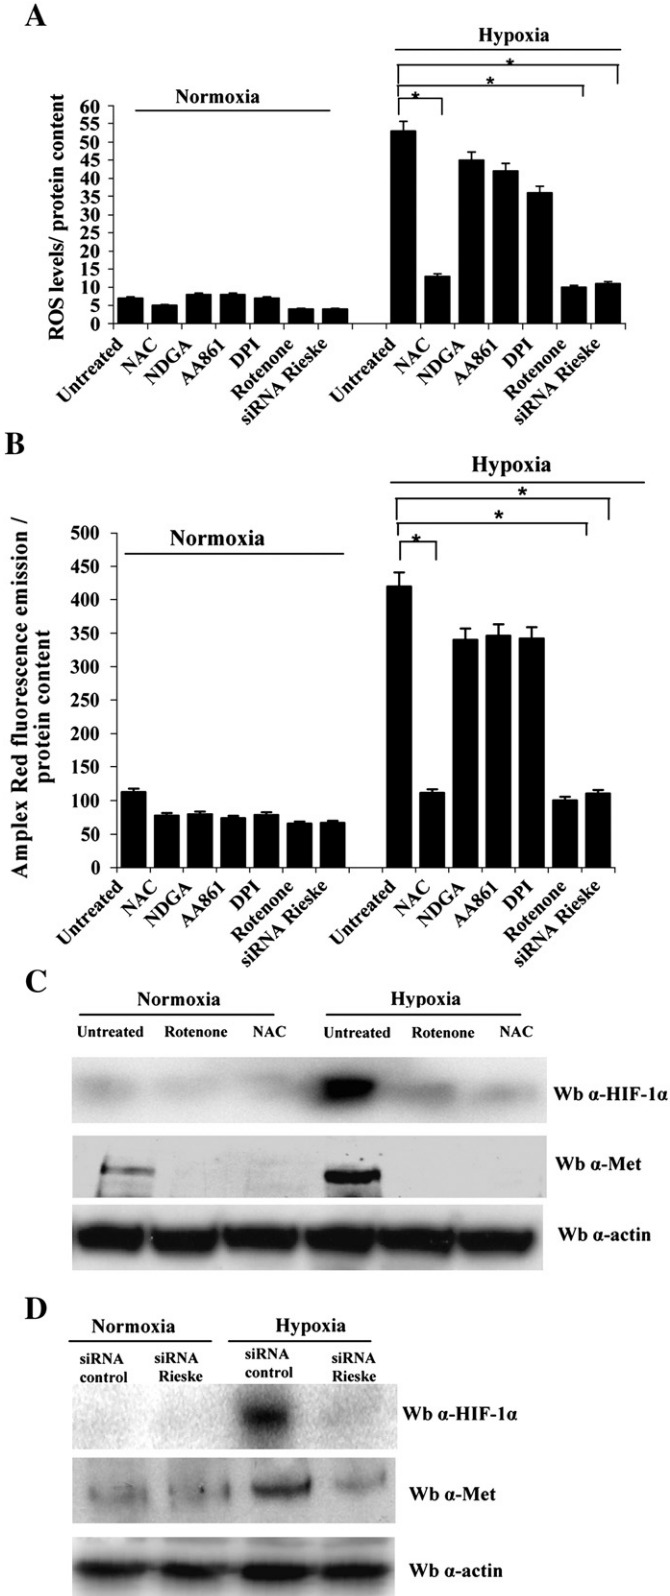 A
Hypoxia
*
*
*
Normoxia
ROS levels/ protein content
60
55
50
45
40
35
30
25
20
15
10
5
0
Untreated
NAC
NDGA
AA861
DPI
Rotenone
siRNA Rieske
Untreated
NAC
NDGA
AA861
DPI
Rotenone
siRNA Rieske
B
Hypoxia
*
*
*
Normoxia
Amplex Red fluorescence emission /
protein content
500
450
400
350
300
250
200
150
100
50
0
Untreated
NAC
NDGA
AA861
DPI
Rotenone
siRNA Rieske
Untreated
NAC
NDGA
AA861
DPI
Rotenone
siRNA Rieske
C
Normoxia Hypoxia
Untreated Rotenone NAC Untreated Rotenone NAC
Wb α-HIF-1α
Wb α-Met
Wb α-actin
D
Normoxia Hypoxia
siRNA control
siRNA Rieske
siRNA control
siRNA Rieske
Wb α-HIF-1α
Wb α-Met
Wb α-actin